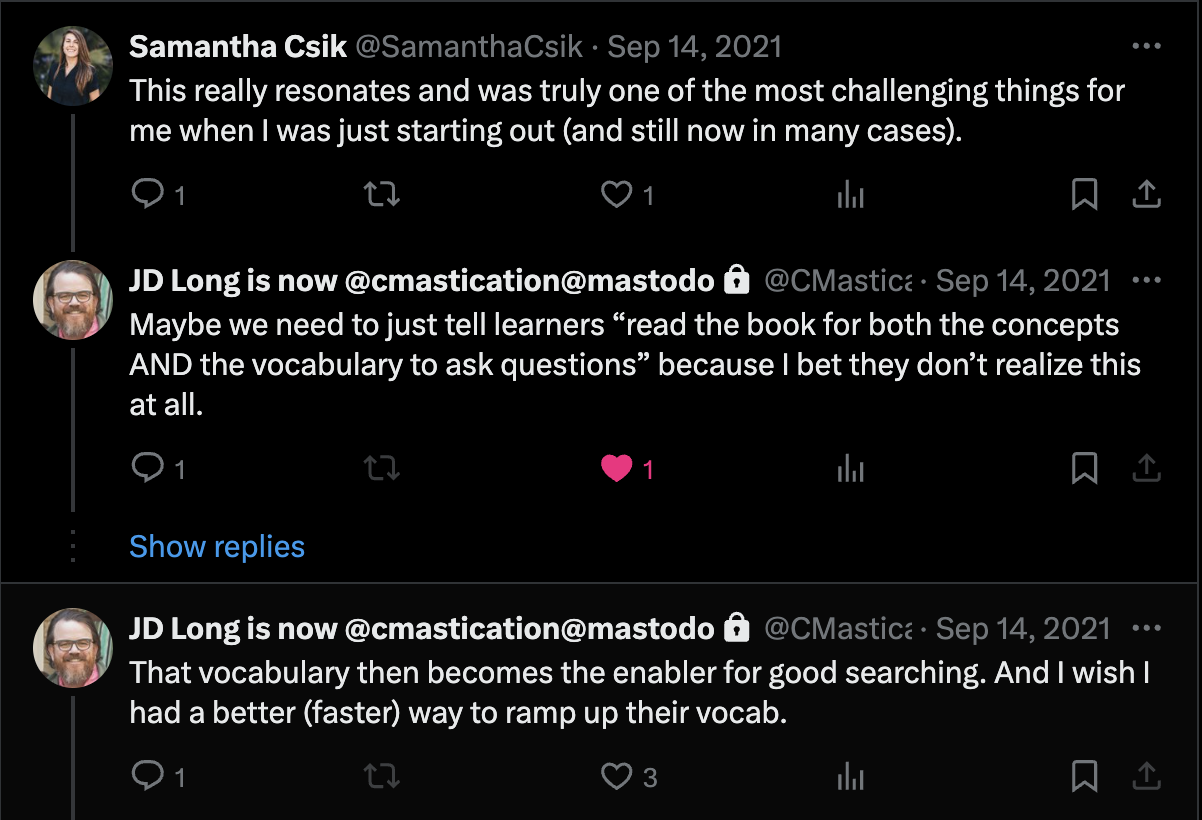 Samantha Csik @SamanthaCsik · Sep 14, 2021
This really resonates and was truly one of the most challenging things for
me when I was just starting out (and still now in many cases).
1 1
JD Long is now @cmastication@mastodo @CMastica · Sep 14, 2021
Maybe we need to just tell learners “read the book for both the concepts
AND the vocabulary to ask questions” because I bet they don’t realize this
at all.
1 1
Show replies
JD Long is now @cmastication@mastodo @CMastica · Sep 14, 2021
That vocabulary then becomes the enabler for good searching. And I wish I
had a better (faster) way to ramp up their vocab.
1 3